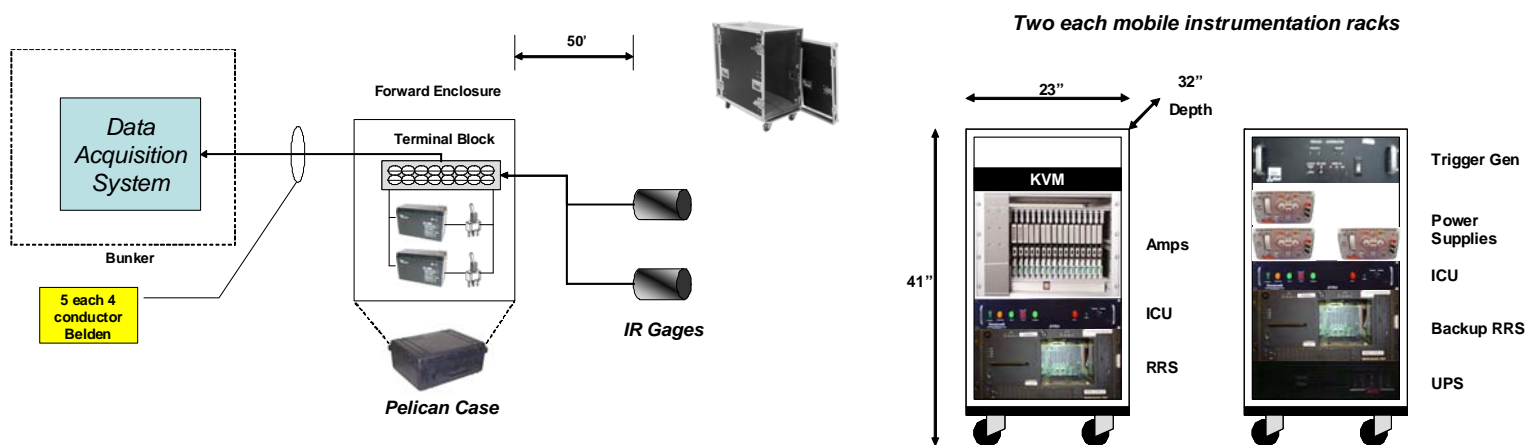 Two each mobile instrumentation racks
50’
Forward Enclosure
Terminal Block
Data
Acquisition
System
Bunker
5 each 4
conductor
Belden
IR Gages
Pelican Case
23”
32”
Depth
41”
KVM
Amps
ICU
RRS
Trigger Gen
Power
Supplies
ICU
Backup RRS
UPS